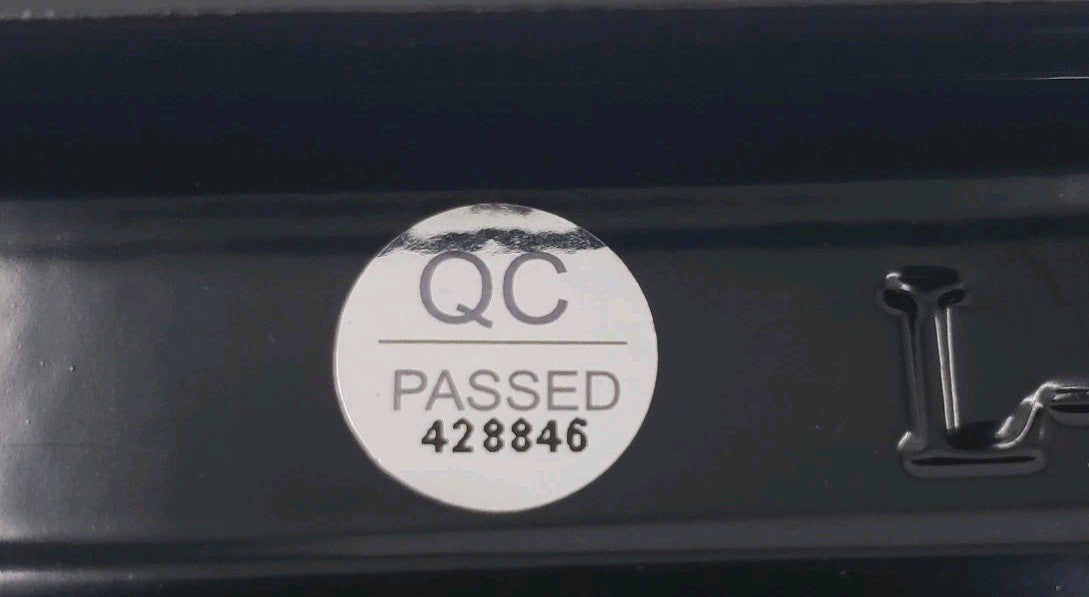 QC
PASSED
428846
L